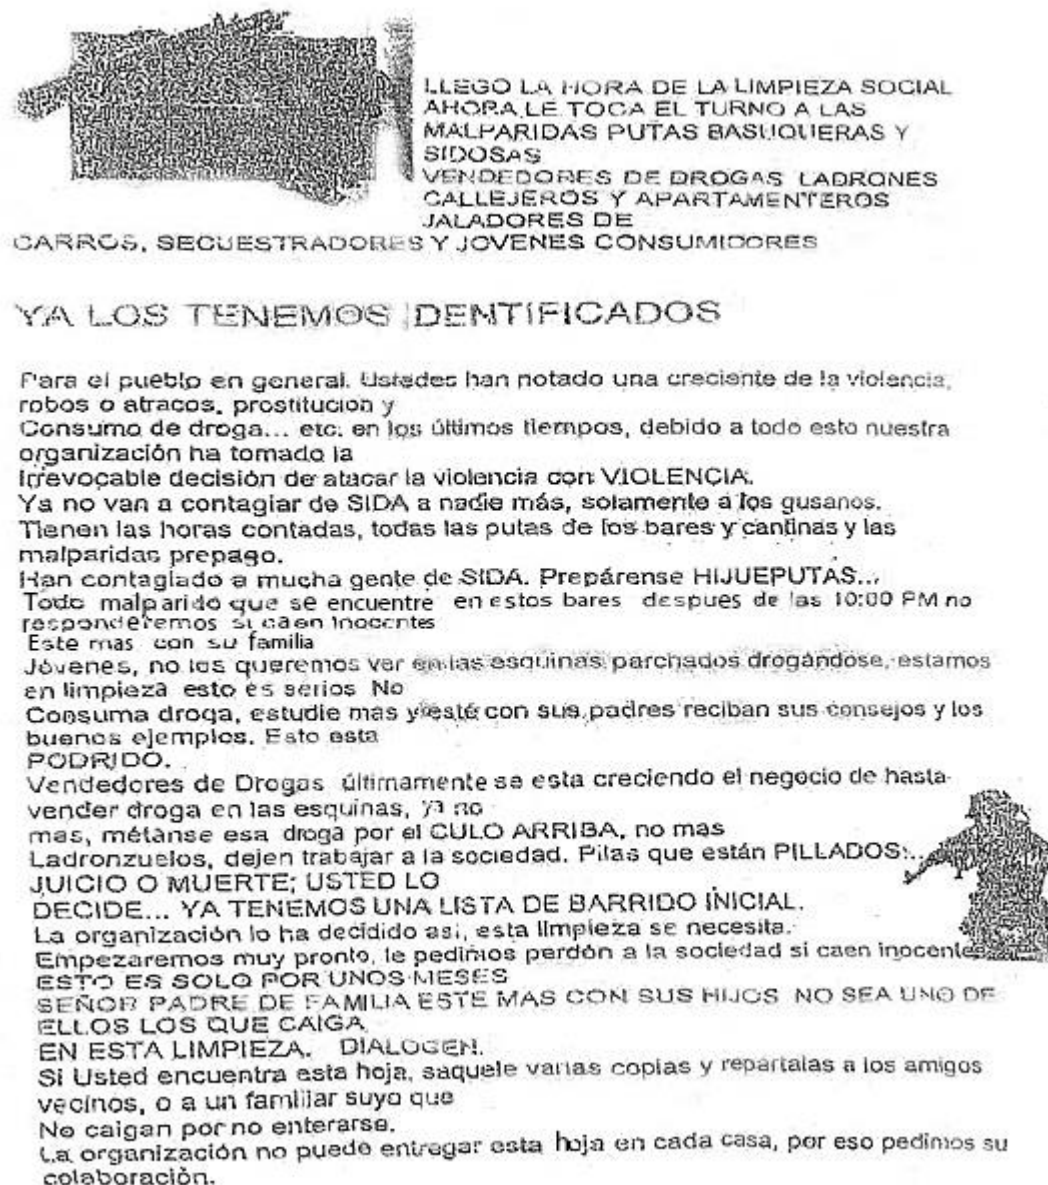 LLEGO LA HORA DE LA LIMPIEZA SOCIAL
AHORA LE TOCA EL TURNO A LAS
MALPARIDAS PUTAS BASUQUERAS Y
SIDOSAS
VENDEDORES DE DROGAS LADRONES
CALLEJEROS Y APARTAMENTEROS
JALADORES DE
CARROS, SECUESTRADORES Y JOVENES CONSUMIDORES
YA LOS TENEMOS IDENTIFICADOS
Para el pueblo en general. Ustedes han notado una creciente de la violencia,
robos o atracos, prostitucion y
Consumo de droga... etc. en los últimos tiempos, debido a todo esto nuestra
organización ha tomado la
Irrevocable decisión de atacar la violencia con VIOLENCIA.
Ya no van a contagiar de SIDA a nadie más, solamente á los gusanos.
Tienen las horas contadas, todas las putas de los bares y cantinas y las
malparidas prepago.
Han contagiado a mucha gente de SIDA. Prepárense HIJUEPUTAS...
Todo malparido que se encuentre en estos bares despues de las 10:00 PM no
responderemos si caen inocentes
Este mas con su familia
Jóvenes, no los queremos ver en las esquinas parchados drogándose, estamos
en limpieza esto es serios No
Consuma droga, estudie mas y esté con sus padres reciban sus consejos y los
buenos ejemplos. Esto esta
PODRIDO.
Vendedores de Drogas últimamente se esta creciendo el negocio de hasta
vender droga en las esquinas, ya no
mas, métanse esa droga por el CULO ARRIBA, no mas
Ladronzuelos, dejen trabajar a la sociedad. Pilas que están PILLADOS...
JUICIO O MUERTE; USTED LO
DECIDE... YA TENEMOS UNA LISTA DE BARRIDO INICIAL.
La organización lo ha decidido asi, esta limpieza se necesita.
Empezaremos muy pronto, le pedimos perdón a la sociedad si caen inocentes
ESTO ES SOLO POR UNOS MESES
SEÑOR PADRE DE FAMILIA ESTE MAS CON SUS HIJOS NO SEA UNO DE
ELLOS LOS QUE CAIGA
EN ESTA LIMPIEZA. DIALOGEN.
Si Usted encuentra esta hoja, saquele varias copias y repartalas a los amigos
vecinos, o a un familiar suyo que
No caigan por no enterarse.
La organización no puede entregar esta hoja en cada casa, por eso pedimos su
colaboración.